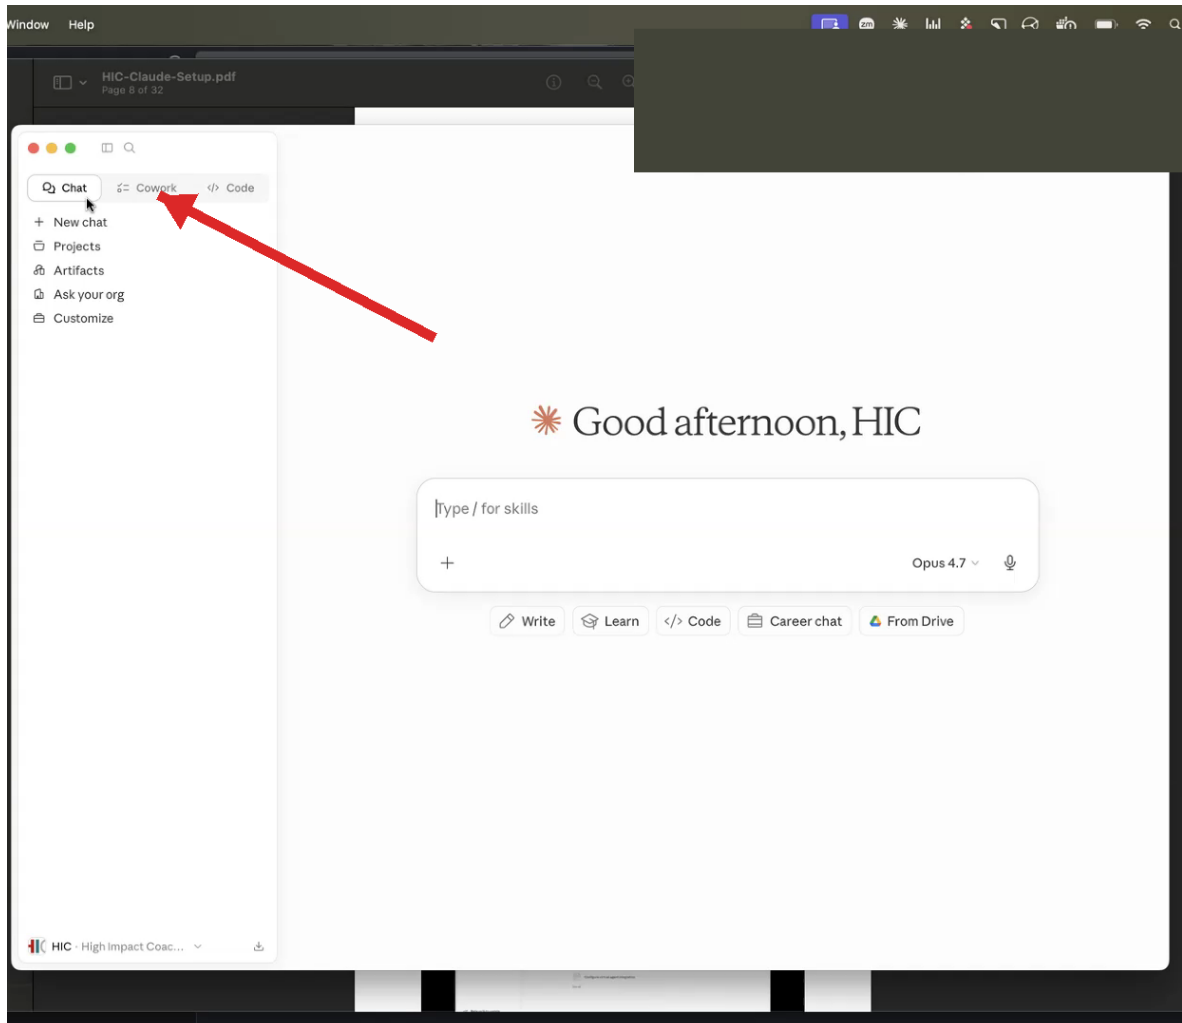 Window Help
zm
HIC-Claude-Setup.pdf
Page 8 of 32
Chat Cowork </> Code
+ New chat
Projects
Artifacts
Ask your org
Customize
Good afternoon, HIC
Type / for skills
+ Opus 4.7
Write Learn </> Code Career chat From Drive
HIC HIC · High Impact Coac...